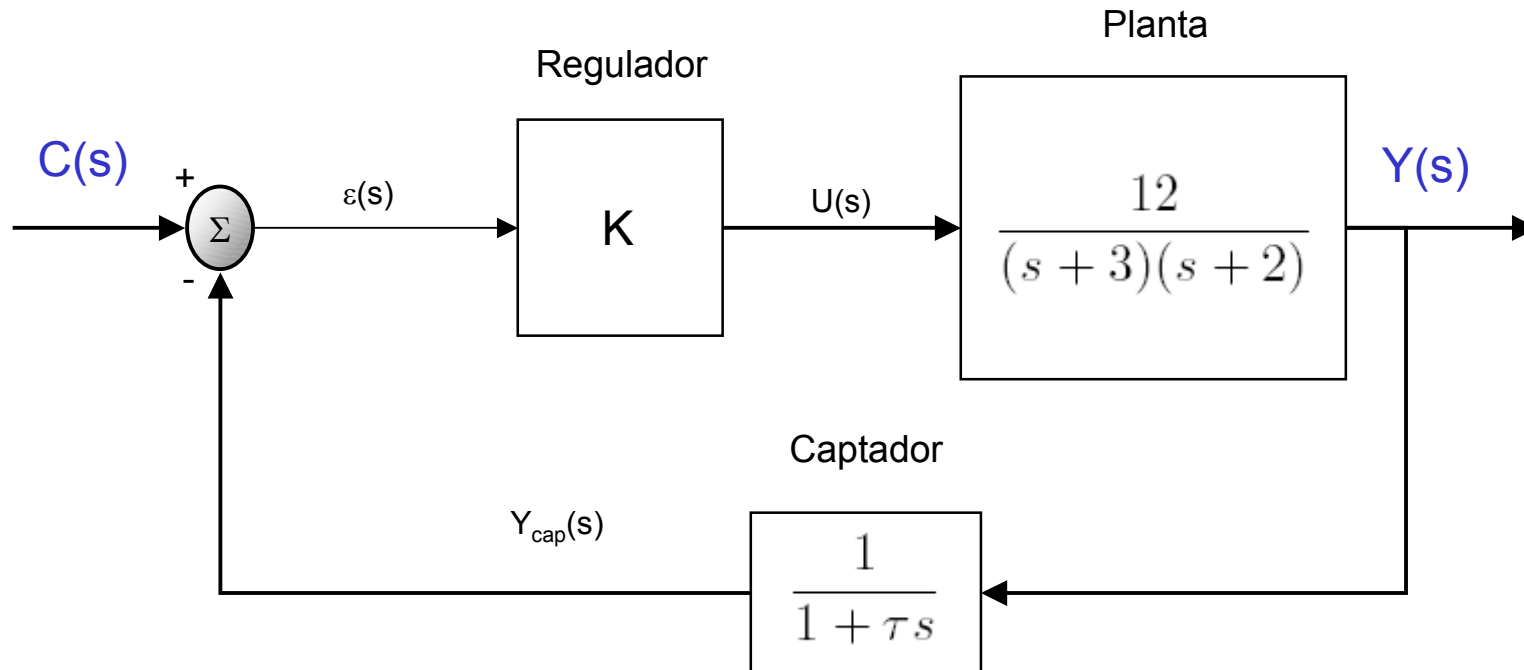 Planta
Regulador
C(s)
+
Σ
-
ε(s)
K
U(s)
12
(s + 3)(s + 2)
Y(s)
Captador
Y_cap(s)
1
1 + τs